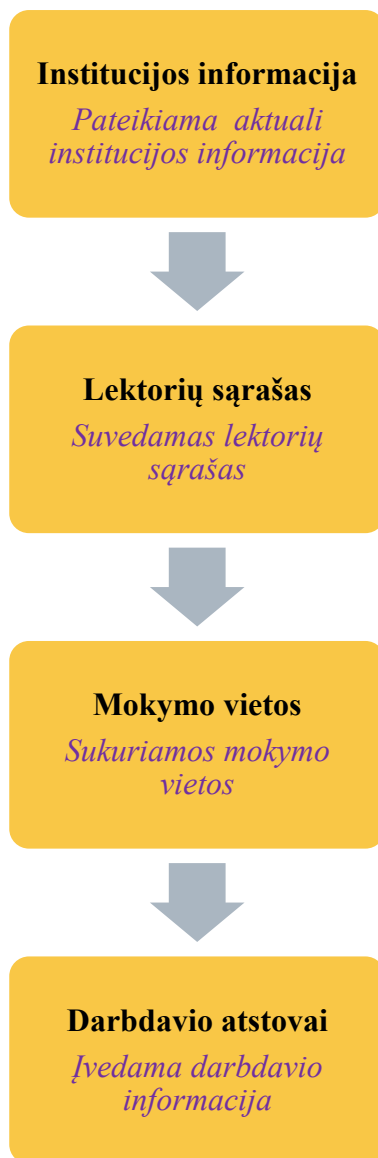 Institucijos informacija
Pateikiama aktuali
institucijos informacija
Lektorių sąrašas
Suvedamas lektorių
sąrašas
Mokymo vietos
Sukuriamos mokymo
vietos
Darbdavio atstovai
Įvedama darbdavio
informacija